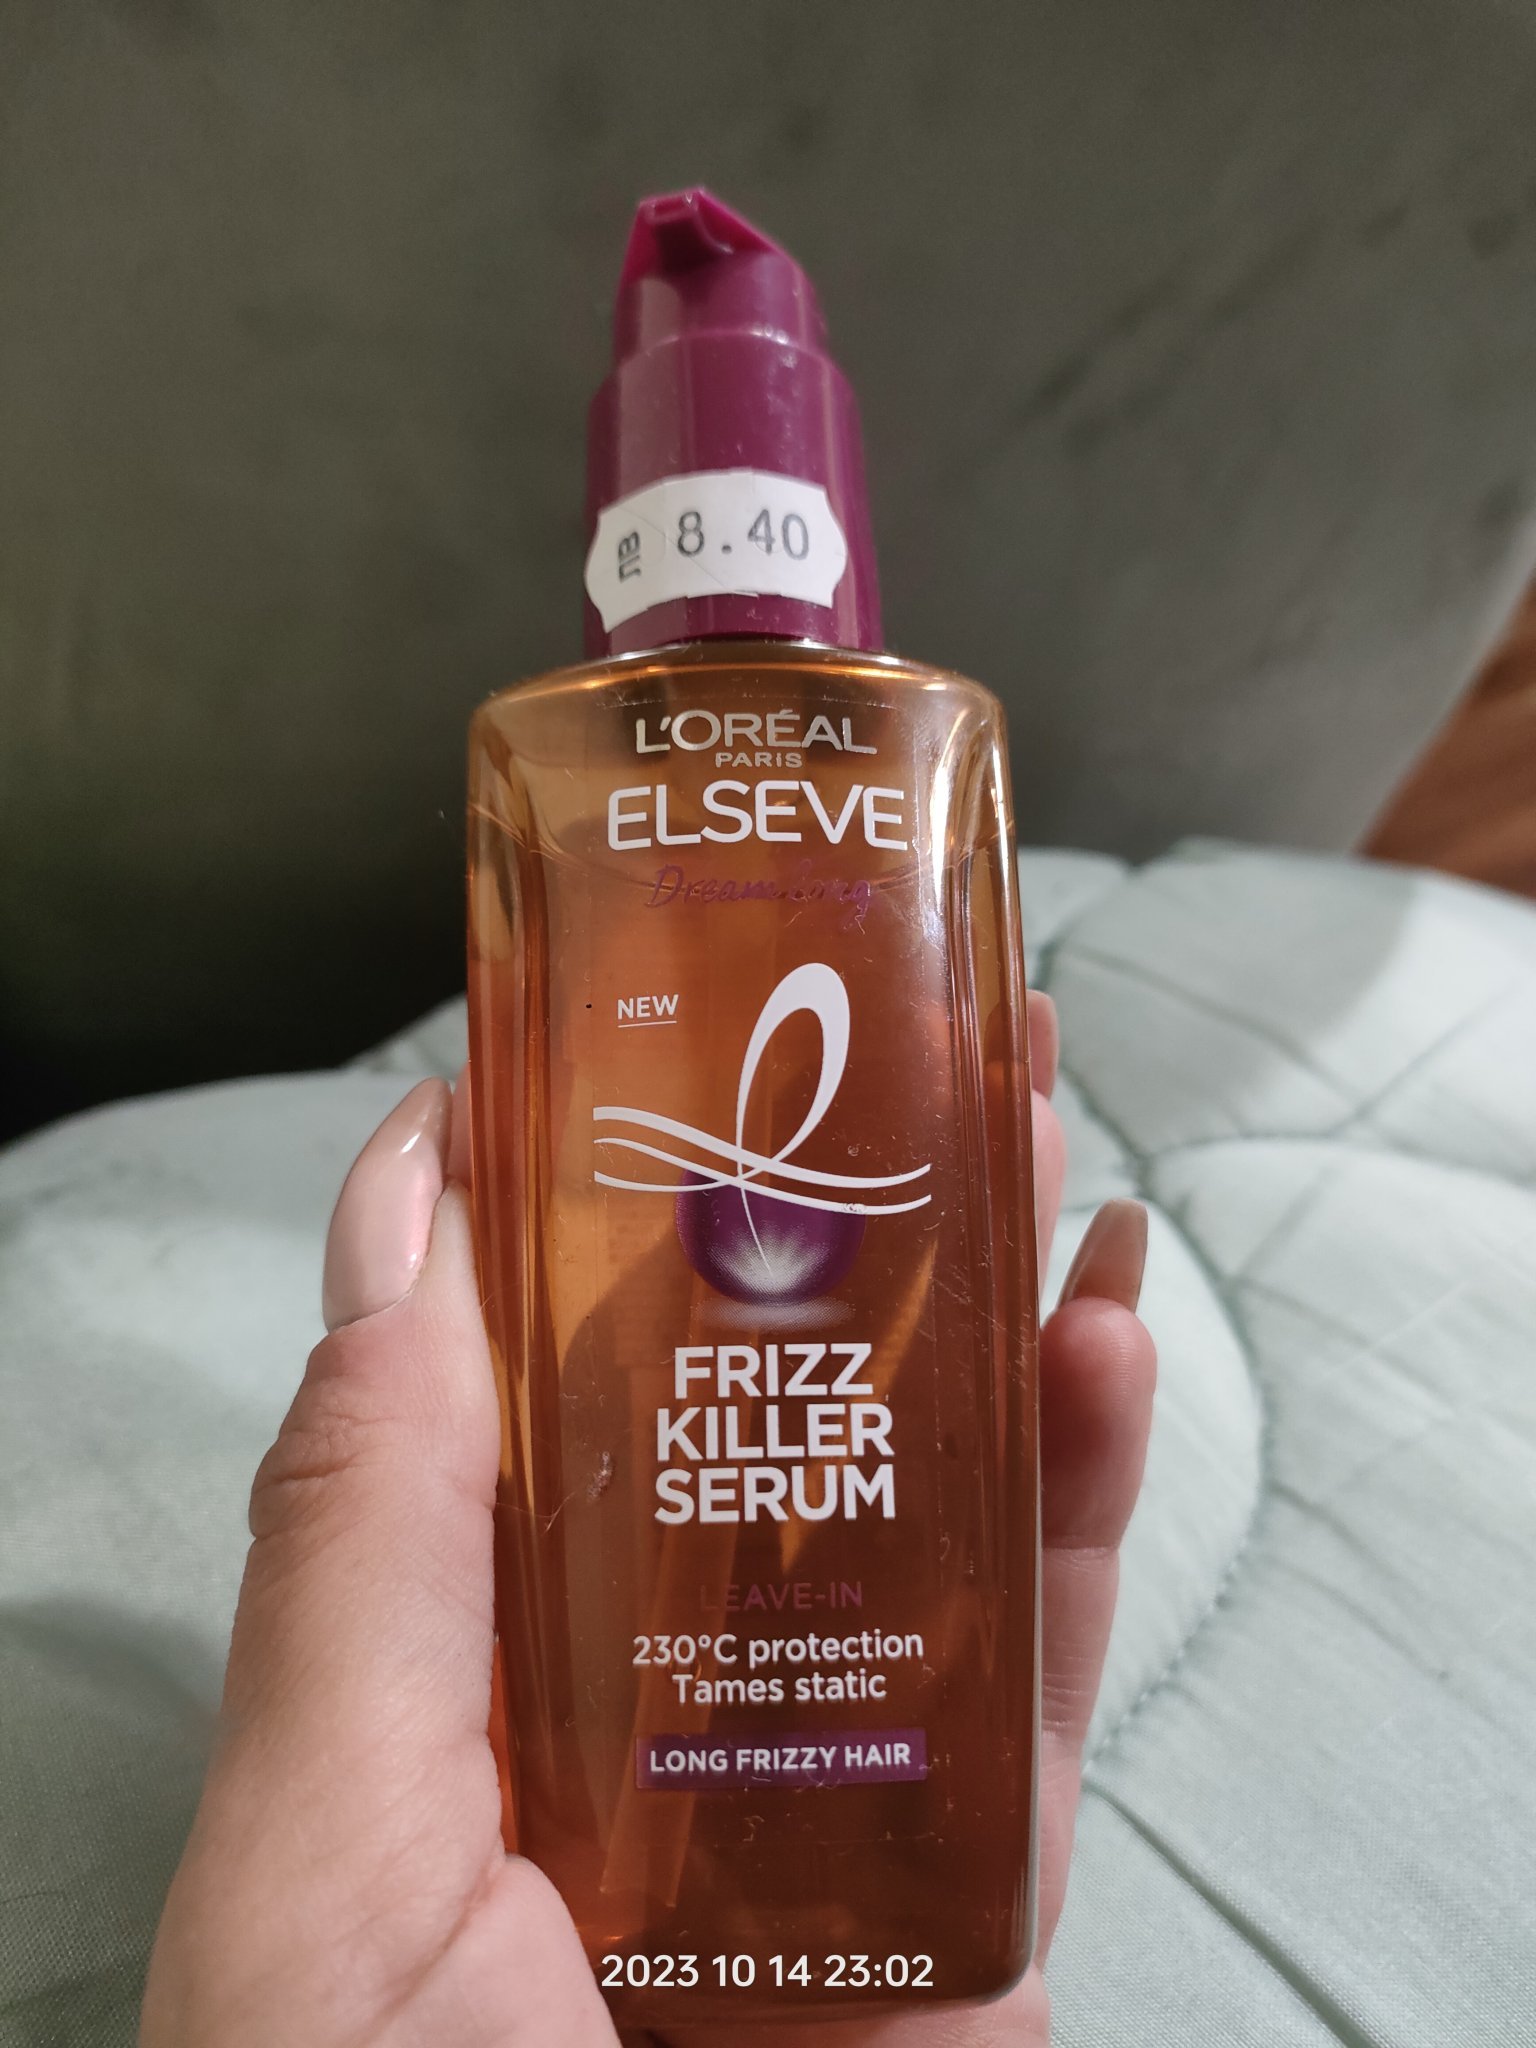 лв 8.40
L'ORÉAL
PARIS
ELSEVE
Dream Long
NEW
FRIZZ
KILLER
SERUM
LEAVE-IN
230°C protection
Tames static
LONG FRIZZY HAIR
2023 10 14 23:02